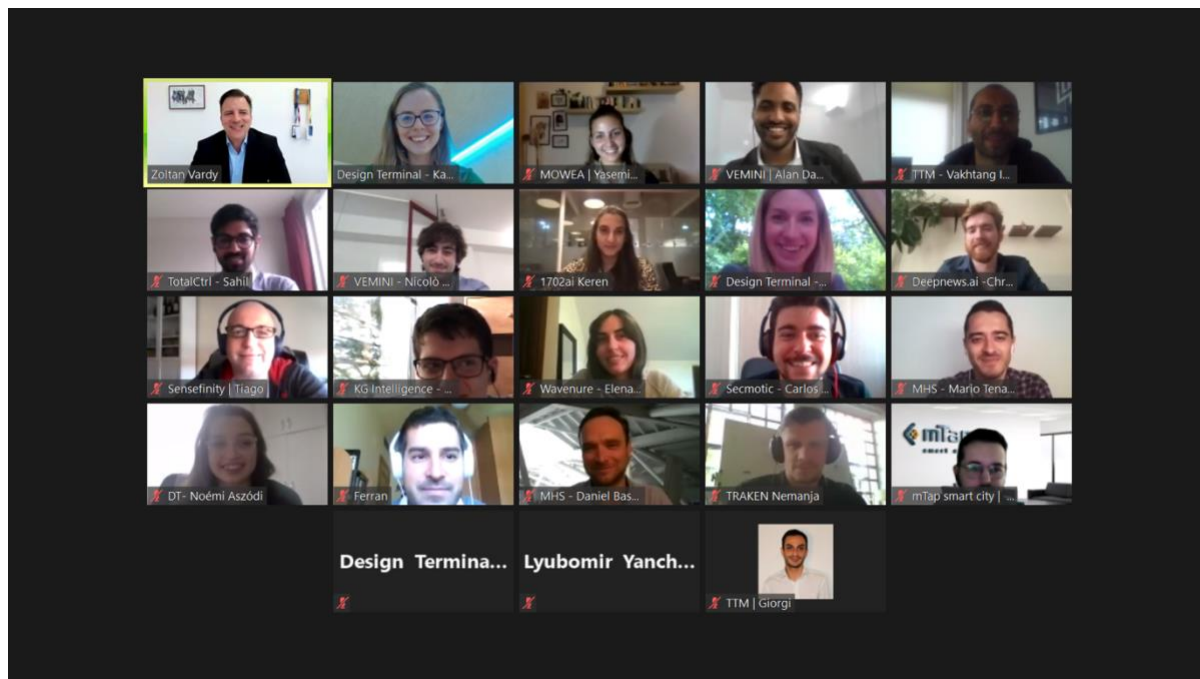 Zoltan Vardy
Design Terminal - Ka...
MOWEA | Yasemi...
VEMINI | Alan Da...
TTM - Vakhtang I...
TotalCtrl - Sahil
VEMINI - Nicolò ...
1702ai Keren
Design Terminal -...
Deepnews.ai -Chr...
Sensefinity | Tiago
KG Intelligence - ...
Wavenure - Elena...
Secmotic - Carlos ...
MHS - Mario Tena...
mTap
smart
DT- Noémi Aszódi
Ferran
MHS - Daniel Bas...
TRAKEN Nemanja
mTap smart city | ...
Design Termina...
Lyubomir Yanch...
TTM | Giorgi